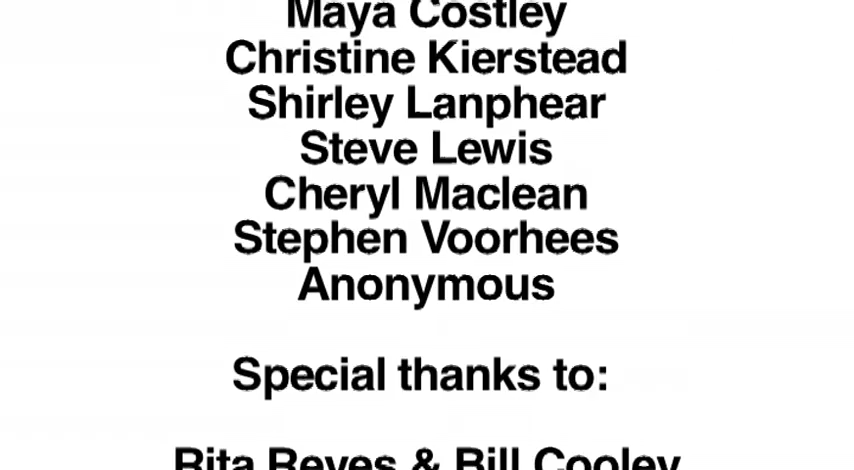 Maya Costley
Christine Kierstead
Shirley Lanphear
Steve Lewis
Cheryl Maclean
Stephen Voorhees
Anonymous
Special thanks to:
Rita Reyes & Bill Cooley